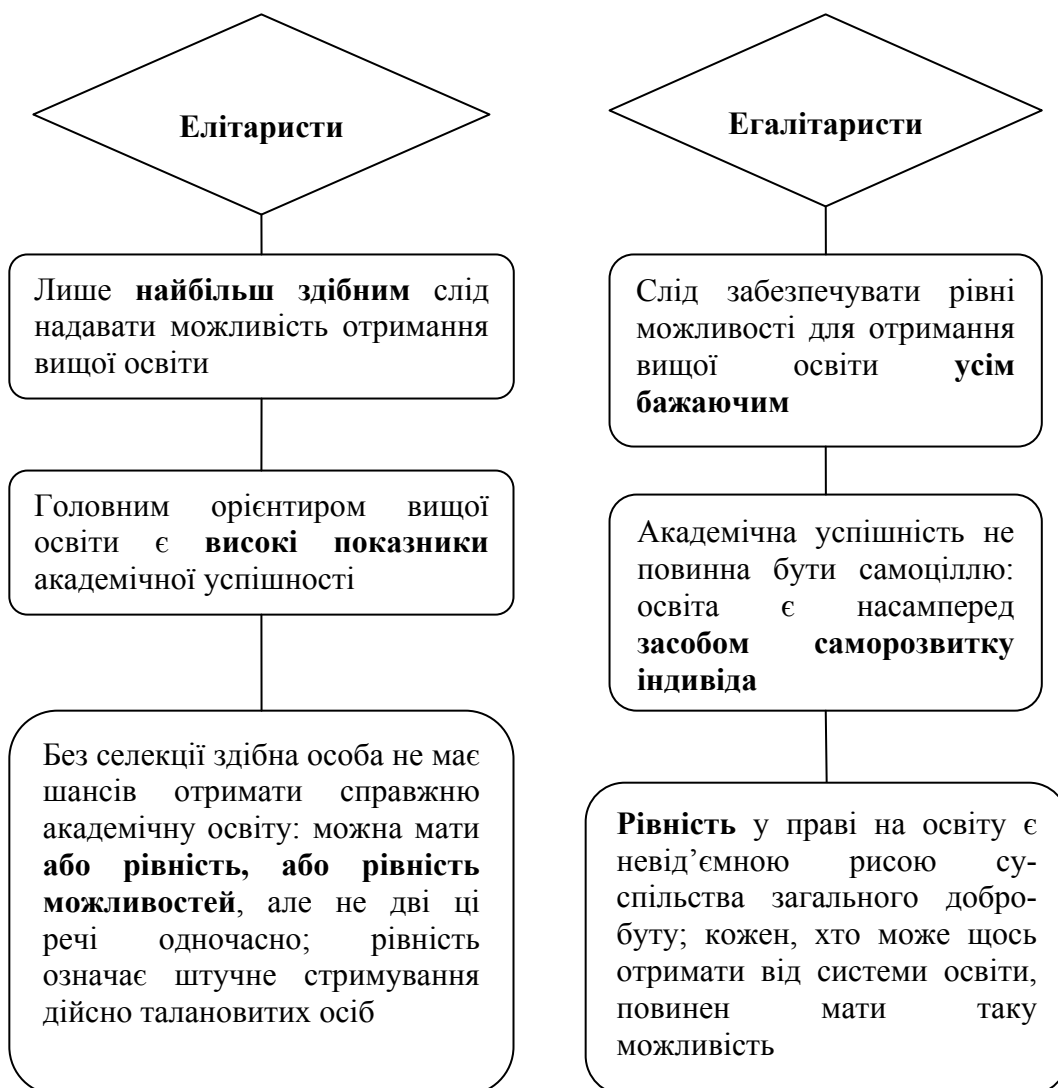 Елітаристи
Лише найбільш здібним слід
надавати можливість отримання
вищої освіти
Головним орієнтиром вищої
освіти є високі показники
академічної успішності
Без селекції здібна особа не має
шансів отримати справжню
академічну освіту: можна мати
або рівність, або рівність
можливостей, але не дві ці
речі одночасно; рівність
означає штучне стримування
дійсно талановитих осіб
Егалітаристи
Слід забезпечувати рівні
можливості для отримання
вищої освіти усім
бажаючим
Академічна успішність не
повинна бути самоціллю:
освіта є насамперед
засобом саморозвитку
індивіда
Рівність у праві на освіту є
невід’ємною рисою су-
спільства загального добро-
буту; кожен, хто може щось
отримати від системи освіти,
повинен мати таку
можливість